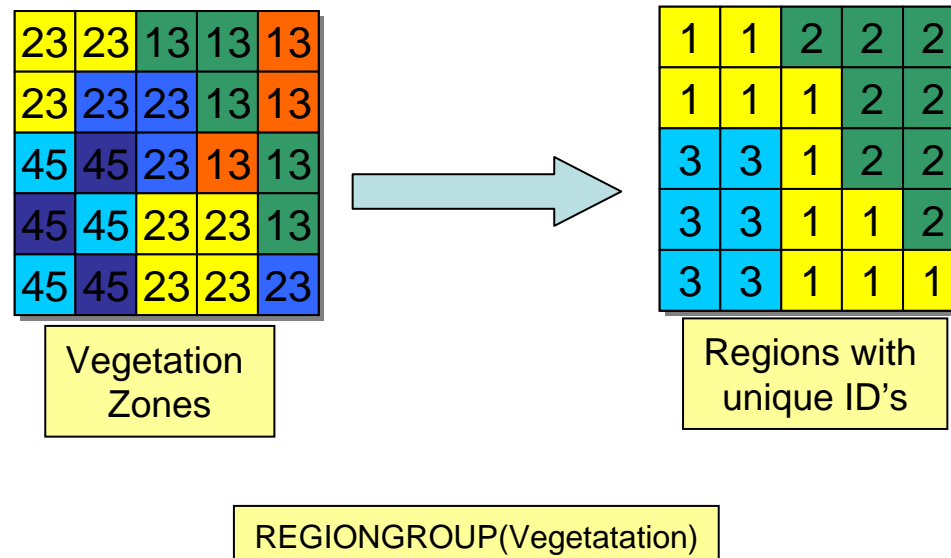 23 23 13 13 13
23 23 23 13 13
45 45 23 13 13
45 45 23 23 13
45 45 23 23 23
Vegetation
Zones
1 1 2 2 2
1 1 1 2 2
3 3 1 2 2
3 3 1 1 2
3 3 1 1 1
Regions with
unique ID's
REGIONGROUP(Vegetatation)